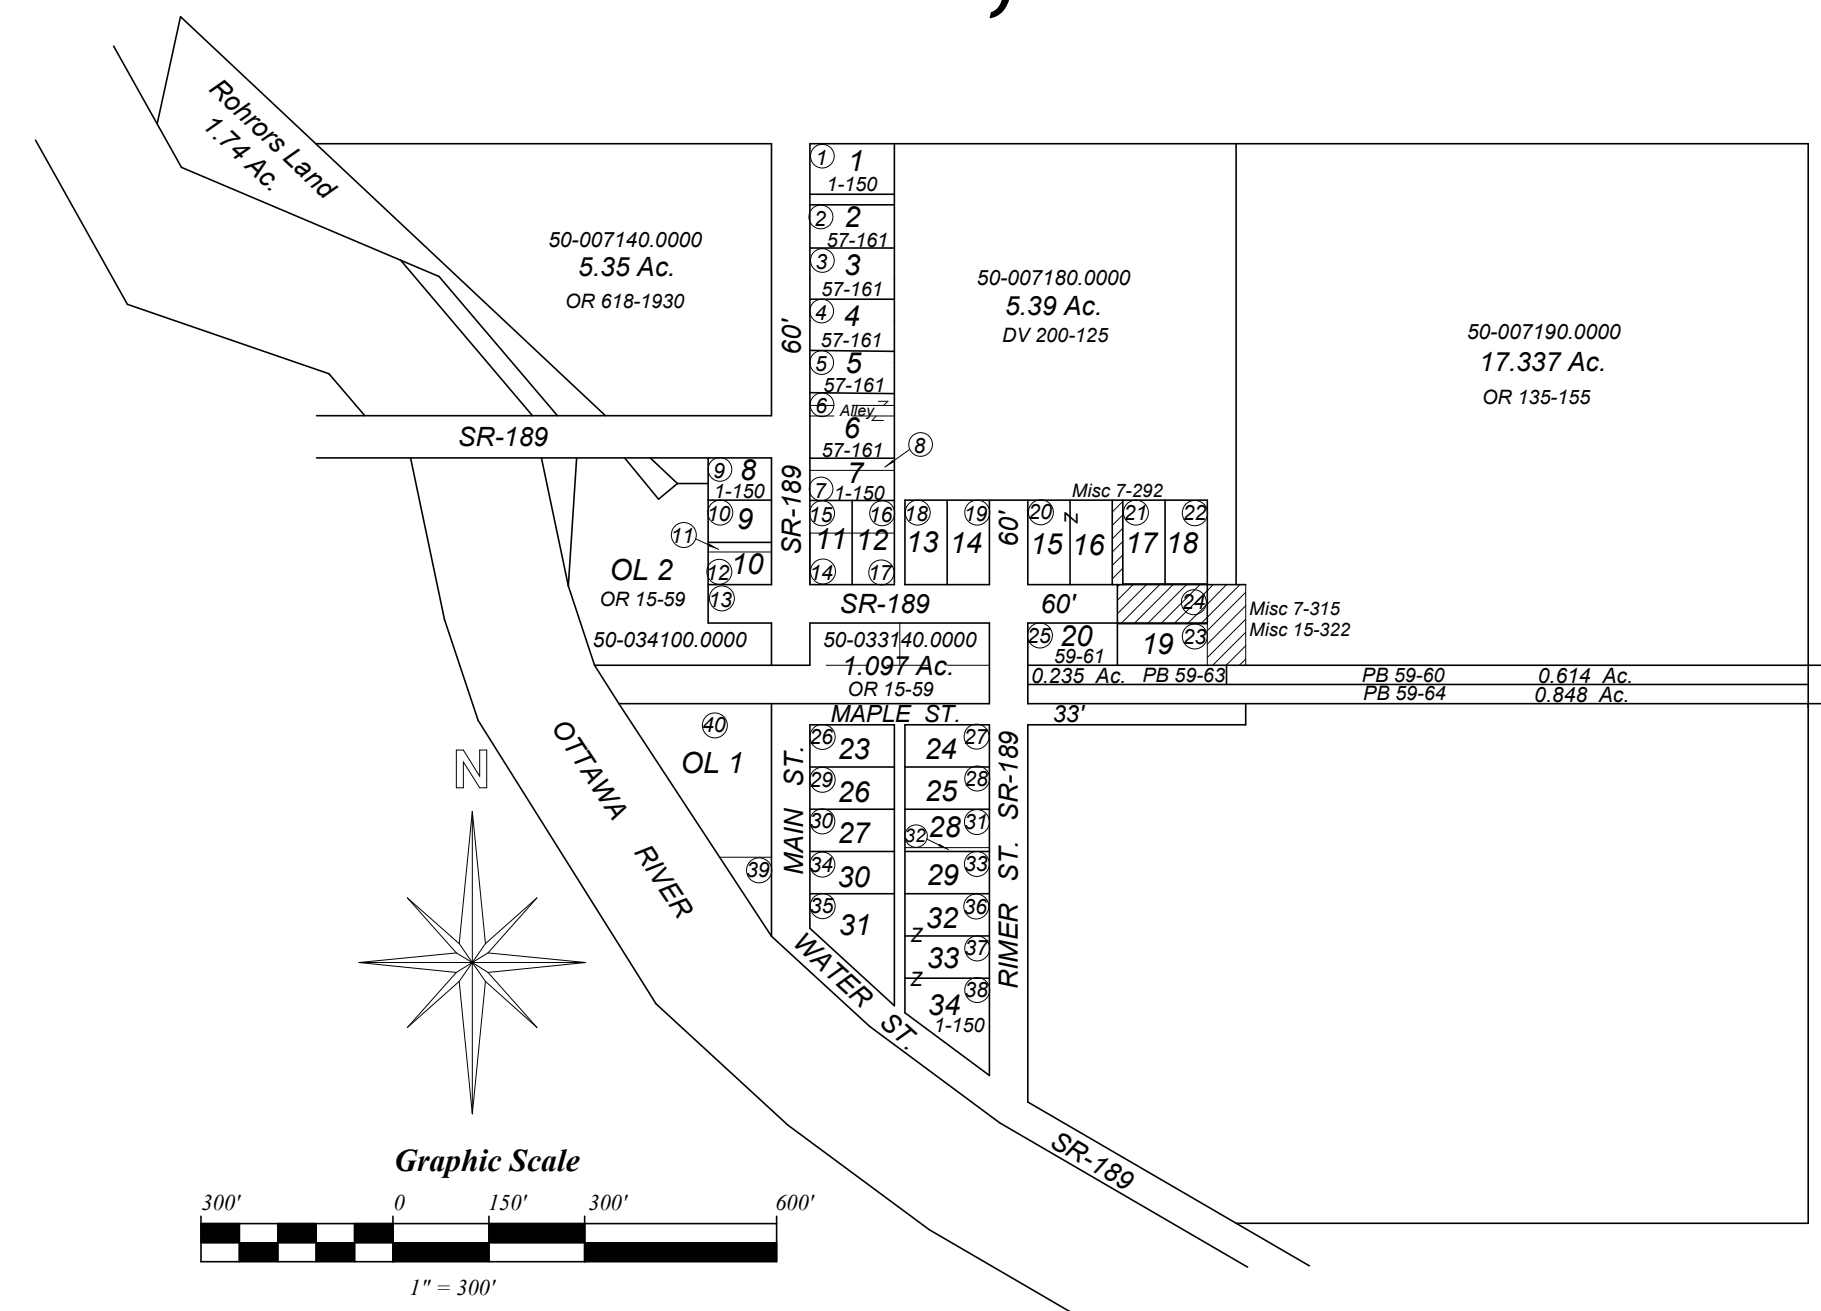 Rohrors Land
1.74 Ac.
50-007140.0000
5.35 Ac.
OR 618-1930
60'
1 1
1-150
2 2
57-161
3 3
57-161
4 4
57-161
5 5
57-161
6 Alley Z
Z
6
57-161
7
8
7 1-150
50-007180.0000
5.39 Ac.
DV 200-125
50-007190.0000
17.337 Ac.
OR 135-155
SR-189
9 8
1-150
10 9
11
12 10
13
SR-189
15 16
11 12
14 17
18 19
13 14
60'
Misc 7-292
20 Z 21 22
15 16 17 18
OL 2
OR 15-59
50-034100.0000
SR-189 60'
24
Misc 7-315
Misc 15-322
50-033140.0000
1.097 Ac.
OR 15-59
25 20
59-61
19 23
0.235 Ac. PB 59-63 PB 59-60 0.614 Ac.
PB 59-64 0.848 Ac.
MAPLE ST. 33'
40
OL 1
39
MAIN ST.
26 23 24 27
29 26 25 28
30 27 28 31
32
34 30 29 33
35 31 32 36
Z
33 37
Z
34 38
1-150
RIMER ST. SR-189
OTTAWA RIVER
WATER ST.
SR-189
N
Graphic Scale
300' 0 150' 300' 600'
1" = 300'